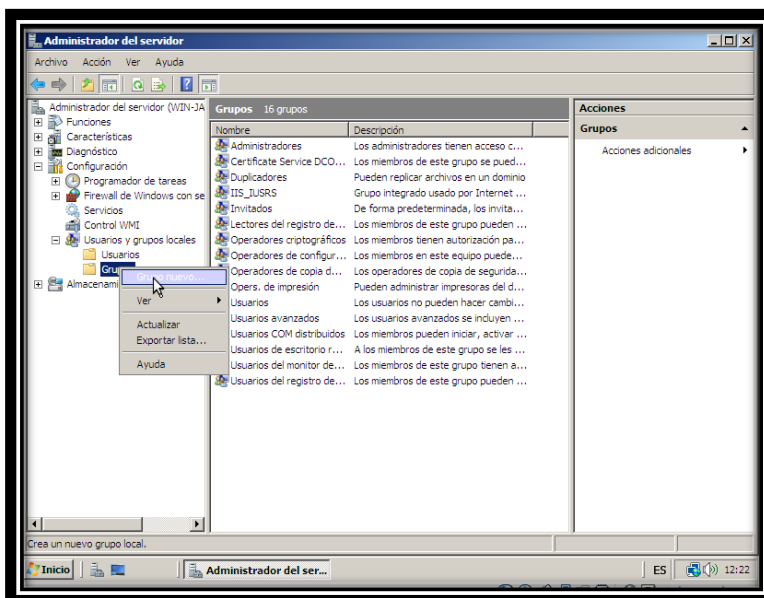 Administrador del servidor
Archivo Acción Ver Ayuda
Administrador del servidor (WIN-JA
Funciones
Características
Diagnóstico
Configuración
Programador de tareas
Firewall de Windows con se
Servicios
Control WMI
Usuarios y grupos locales
Usuarios
Almacenami
Grupo nuevo...
Ver
Actualizar
Exportar lista...
Ayuda
Grupos 16 grupos
Nombre Descripción
Administradores Los administradores tienen acceso c...
Certificate Service DCO... Los miembros de este grupo se pued...
Duplicadores Pueden replicar archivos en un dominio
IIS_IUSRS Grupo integrado usado por Internet ...
Invitados De forma predeterminada, los invita...
Lectores del registro de... Los miembros de este grupo pueden ...
Operadores criptográficos Los miembros tienen autorización pa...
Operadores de configur... Los miembros en este equipo puede...
Operadores de copia d... Los operadores de copia de segurida...
Opers. de impresión Pueden administrar impresoras del d...
Usuarios Los usuarios no pueden hacer cambi...
Usuarios avanzados Los usuarios avanzados se incluyen ...
Usuarios COM distribuidos Los miembros pueden iniciar, activar ...
Usuarios de escritorio r... A los miembros de este grupo se les ...
Usuarios del monitor de... Los miembros de este grupo tienen a...
Usuarios del registro de... Los miembros de este grupo pueden ...
Acciones
Grupos
Acciones adicionales
Crea un nuevo grupo local.
Inicio Administrador del ser... ES 12:22